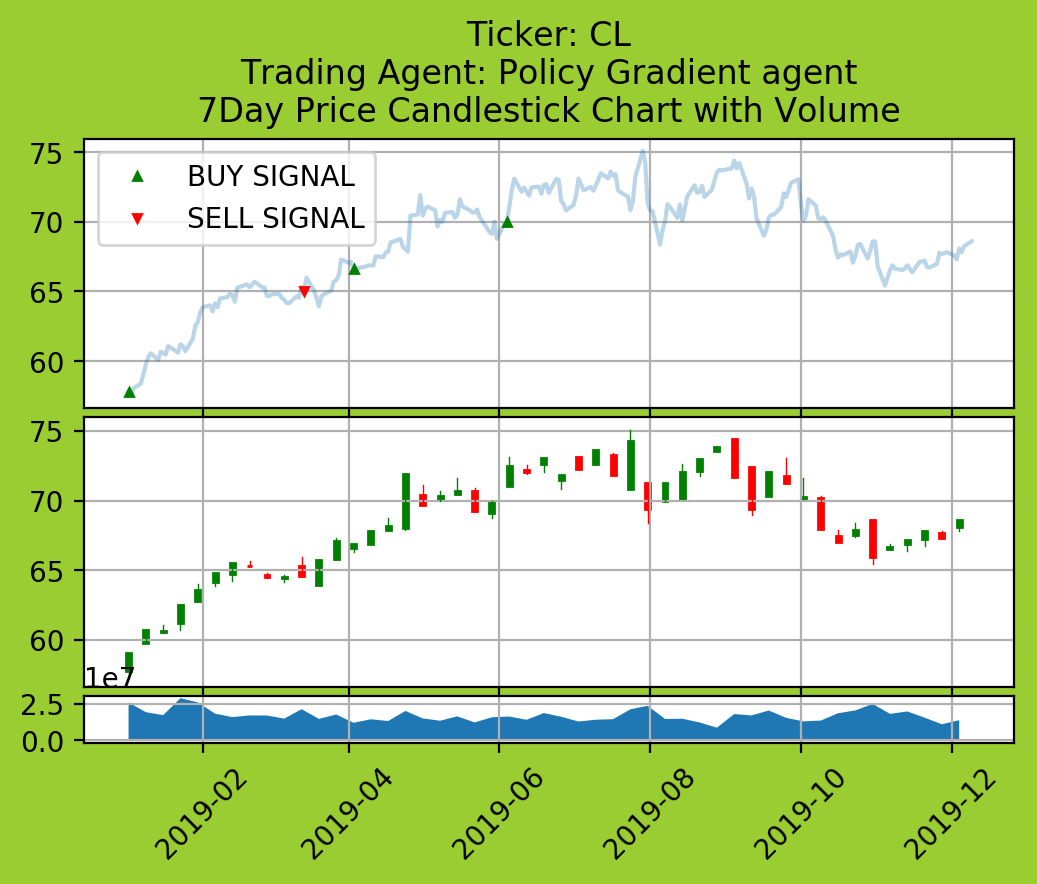 Ticker: CL
Trading Agent: Policy Gradient agent
7Day Price Candlestick Chart with Volume
75
70
65
60
BUY SIGNAL
SELL SIGNAL
75
70
65
60
1e7
2.5
0.0
2019-02
2019-04
2019-06
2019-08
2019-10
2019-12